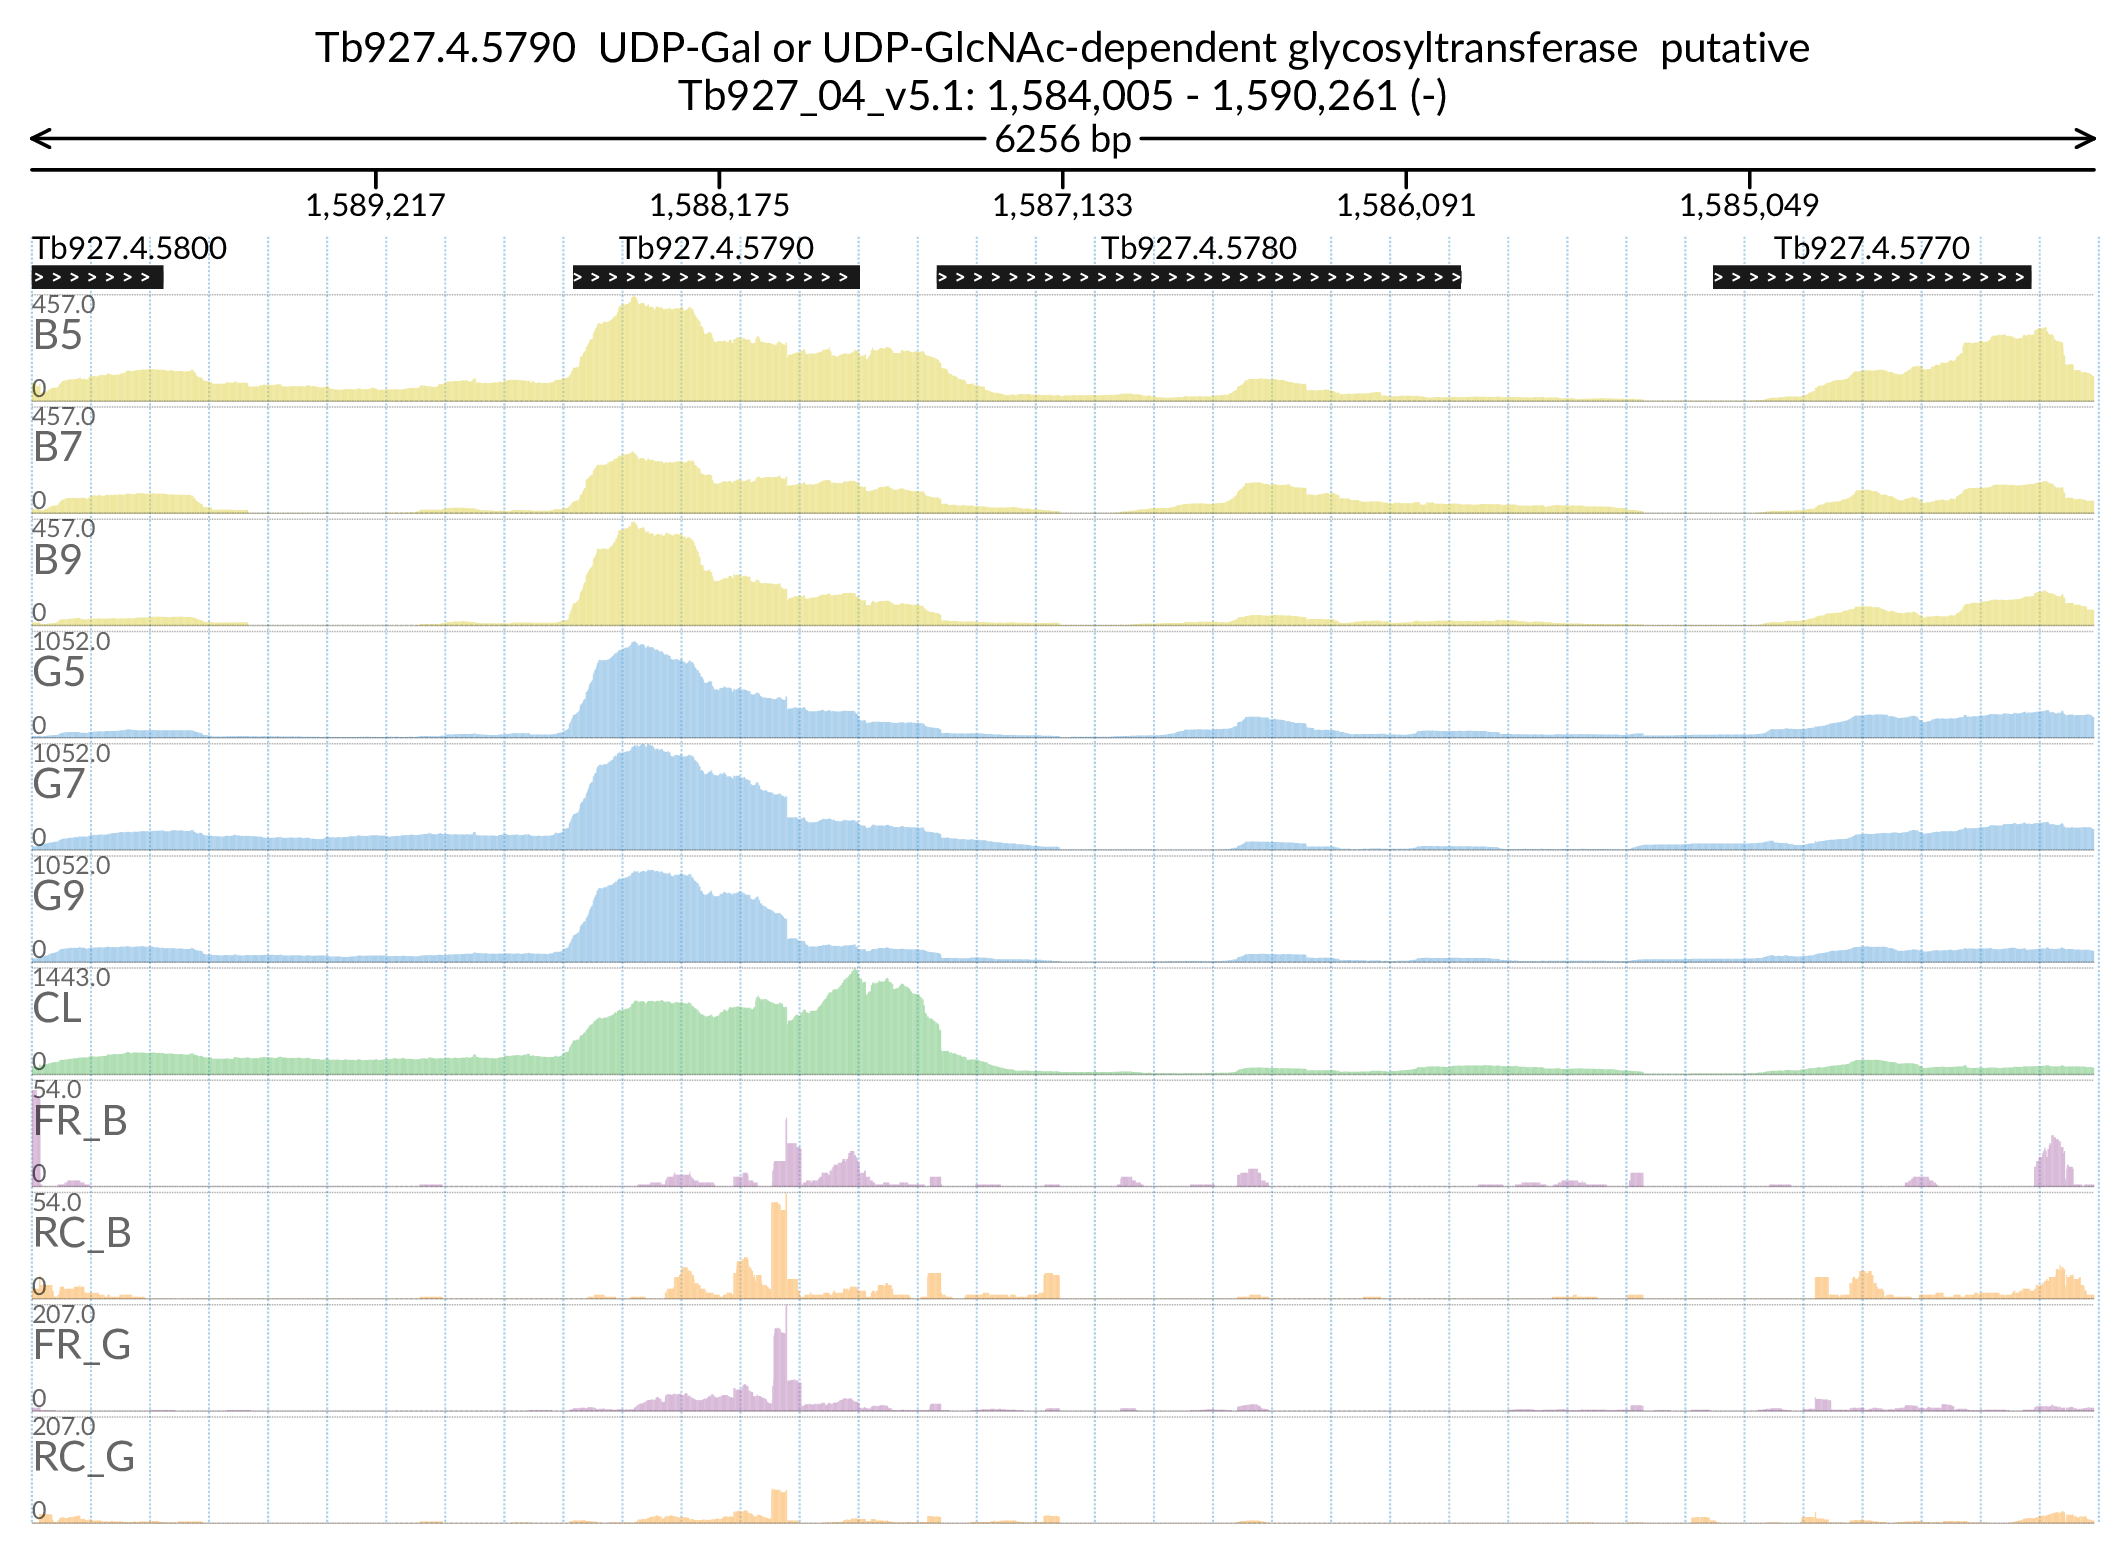 Tb927.4.5790  UDP-Gal or UDP-GlcNAc-dependent glycosyltransferase  putative
Tb927_04_v5.1: 1,584,005 - 1,590,261 (-)
6256 bp
1,589,217 1,588,175 1,587,133 1,586,091 1,585,049
Tb927.4.5800 Tb927.4.5790 Tb927.4.5780 Tb927.4.5770
457.0
B5
0
457.0
B7
0
457.0
B9
0
1052.0
G5
0
1052.0
G7
0
1052.0
G9
0
1443.0
CL
0
54.0
FR_B
0
54.0
RC_B
0
207.0
FR_G
0
207.0
RC_G
0